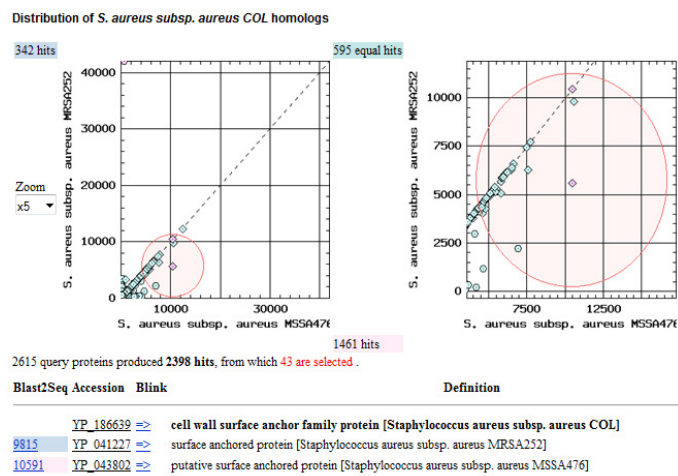 Distribution of S. aureus subsp. aureus COL homologs
342 hits
595 equal hits
40000
30000
20000
10000
0
10000
30000
S. aureus subsp. aureus MRSA252
S. aureus subsp. aureus MSSA476
Zoom
x5
10000
7500
5000
2500
0
7500
12500
S. aureus subsp. aureus MRSA252
S. aureus subsp. aureus MSSA476
1461 hits
2615 query proteins produced 2398 hits, from which 43 are selected .
Blast2Seq Accession Blink Definition
YP_186639 => cell wall surface anchor family protein [Staphylococcus aureus subsp. aureus COL]
9815 YP_041227 => surface anchored protein [Staphylococcus aureus subsp. aureus MRSA252]
10591 YP_043802 => putative surface anchored protein [Staphylococcus aureus subsp. aureus MSSA476]